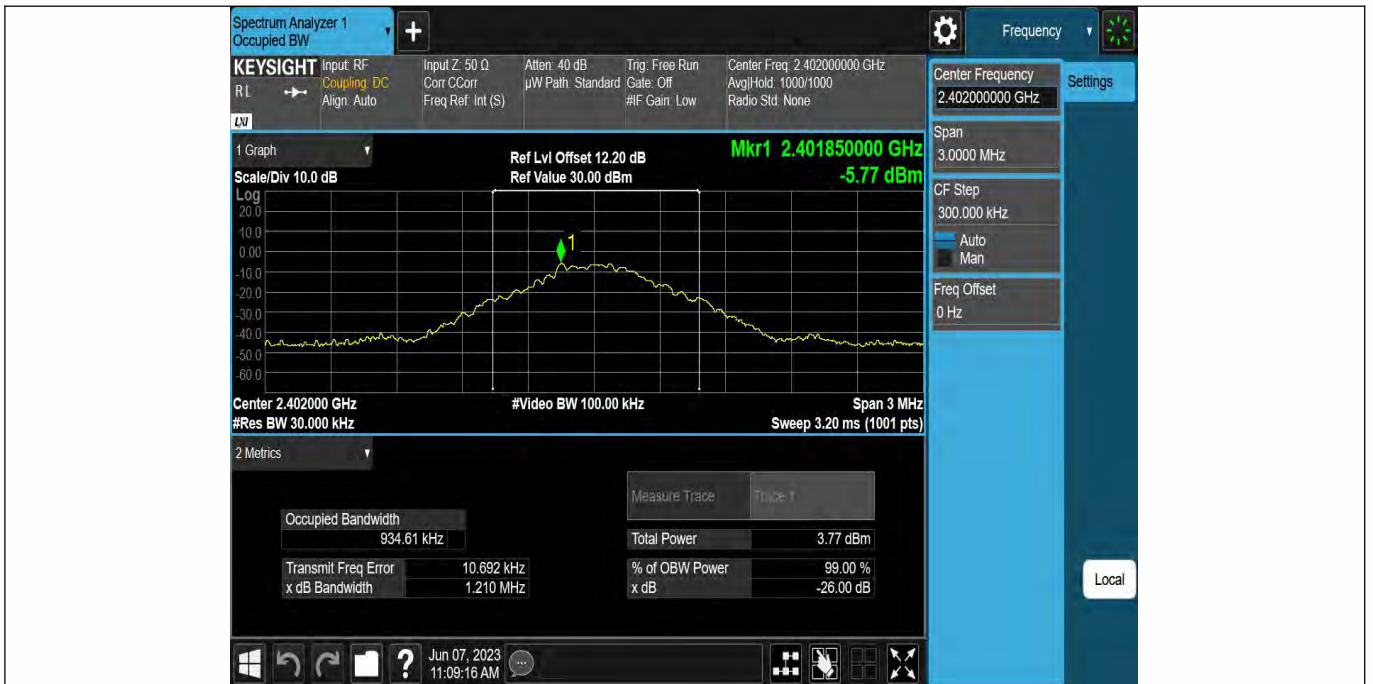 Spectrum Analyzer 1
Occupied BW
+
Frequency
KEYSIGHT
R L
LXI
Input: RF
Coupling: DC
Align: Auto
Input Z: 50 Ω
Corr CCorr
Freq Ref: Int (S)
Atten: 40 dB
µW Path: Standard
Trig: Free Run
Gate: Off
#IF Gain: Low
Center Freq: 2.402000000 GHz
Avg|Hold: 1000/1000
Radio Std: None
Center Frequency
2.402000000 GHz
Settings
Span
3.0000 MHz
CF Step
300.000 kHz
Auto
Man
Freq Offset
0 Hz
Local
1 Graph
Scale/Div 10.0 dB
Ref Lvl Offset 12.20 dB
Ref Value 30.00 dBm
Mkr1 2.401850000 GHz
-5.77 dBm
Log
20.0
10.0
0.00
-10.0
-20.0
-30.0
-40.0
-50.0
-60.0
1
Center 2.402000 GHz
#Video BW 100.00 kHz
Span 3 MHz
#Res BW 30.000 kHz
Sweep 3.20 ms (1001 pts)
2 Metrics
Measure Trace
Trace 1
Occupied Bandwidth
934.61 kHz
Total Power
3.77 dBm
Transmit Freq Error
10.692 kHz
% of OBW Power
99.00 %
x dB Bandwidth
1.210 MHz
x dB
-26.00 dB
?
Jun 07, 2023
11:09:16 AM